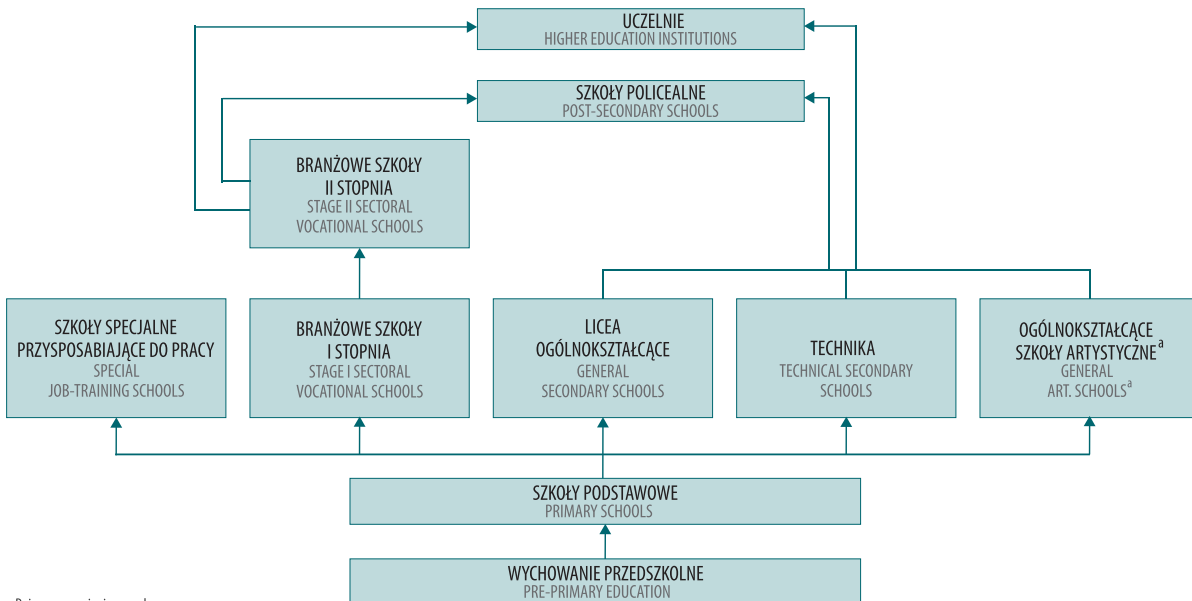 UCZELNIE
HIGHER EDUCATION INSTITUTIONS
SZKOŁY POLICEALNE
POST-SECONDARY SCHOOLS
BRANŻOWE SZKOŁY
II STOPNIA
STAGE II SECTORAL
VOCATIONAL SCHOOLS
SZKOŁY SPECJALNE
PRZYSPOSABIAJĄCE DO PRACY
SPECIAL
JOB-TRAINING SCHOOLS
BRANŻOWE SZKOŁY
I STOPNIA
STAGE I SECTORAL
VOCATIONAL SCHOOLS
LICEA
OGÓLNOKSZTAŁCĄCE
GENERAL
SECONDARY SCHOOLS
TECHNIKA
TECHNICAL SECONDARY
SCHOOLS
OGÓLNOKSZTAŁCĄCE
SZKOŁY ARTYSTYCZNE a
GENERAL
ART. SCHOOLS a
SZKOŁY PODSTAWOWE
PRIMARY SCHOOLS
WYCHOWANIE PRZEDSZKOLNE
PRE-PRIMARY EDUCATION